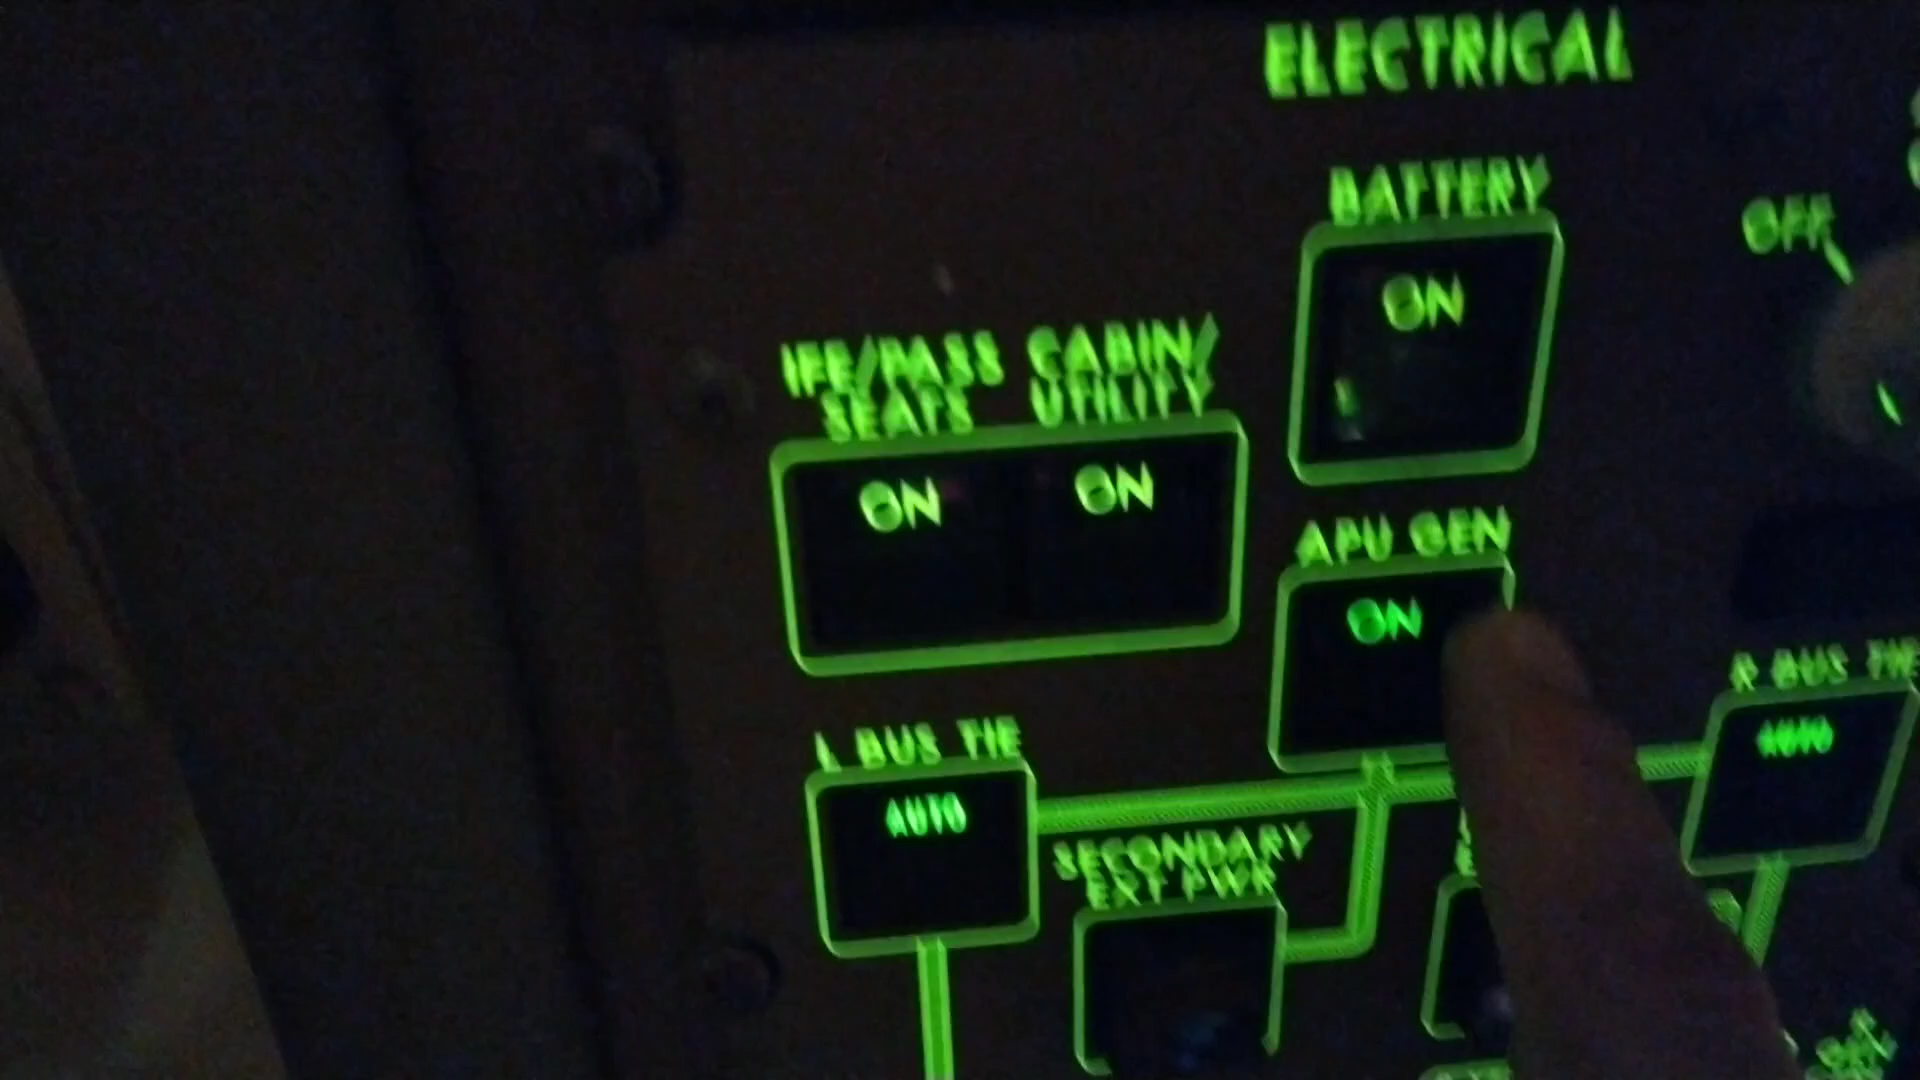 ELECTRICAL
BATTERY
ON
OFF
IFE/PASS SEATS
CABIN/ UTILITY
ON
ON
APU GEN
ON
L BUS TIE
AUTO
R BUS TIE
AUTO
SECONDARY
EXT PWR